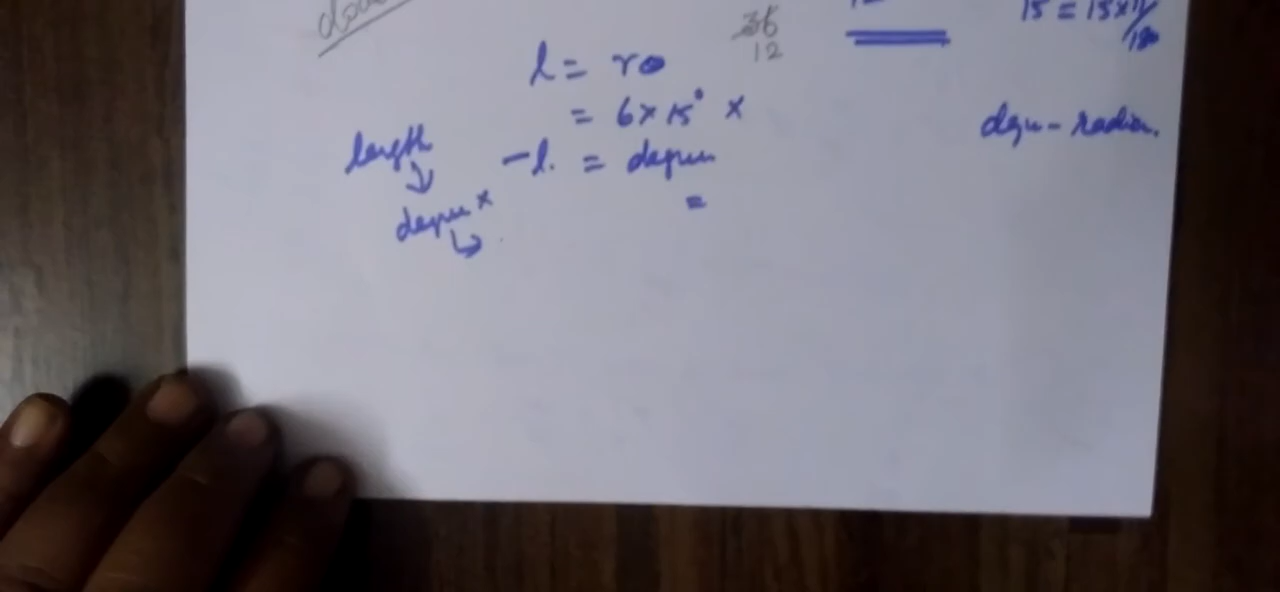 36
12
15 = 15×π/180
l = rθ
= 6×15° ×
degree - radian.
length
-l. = degree
degree ×
=